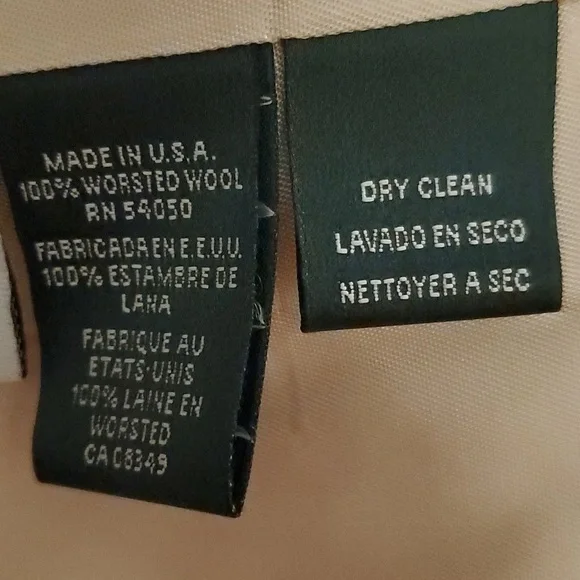 MADE IN U.S.A.
100% WORSTED WOOL
RN 54050
FABRICADA EN E.E.U.U.
100% ESTAMBRE DE
LANA
FABRIQUE AU
ETATS-UNIS
100% LAINE EN
WORSTED
CA 08349
DRY CLEAN
LAVADO EN SECO
NETTOYER A SEC